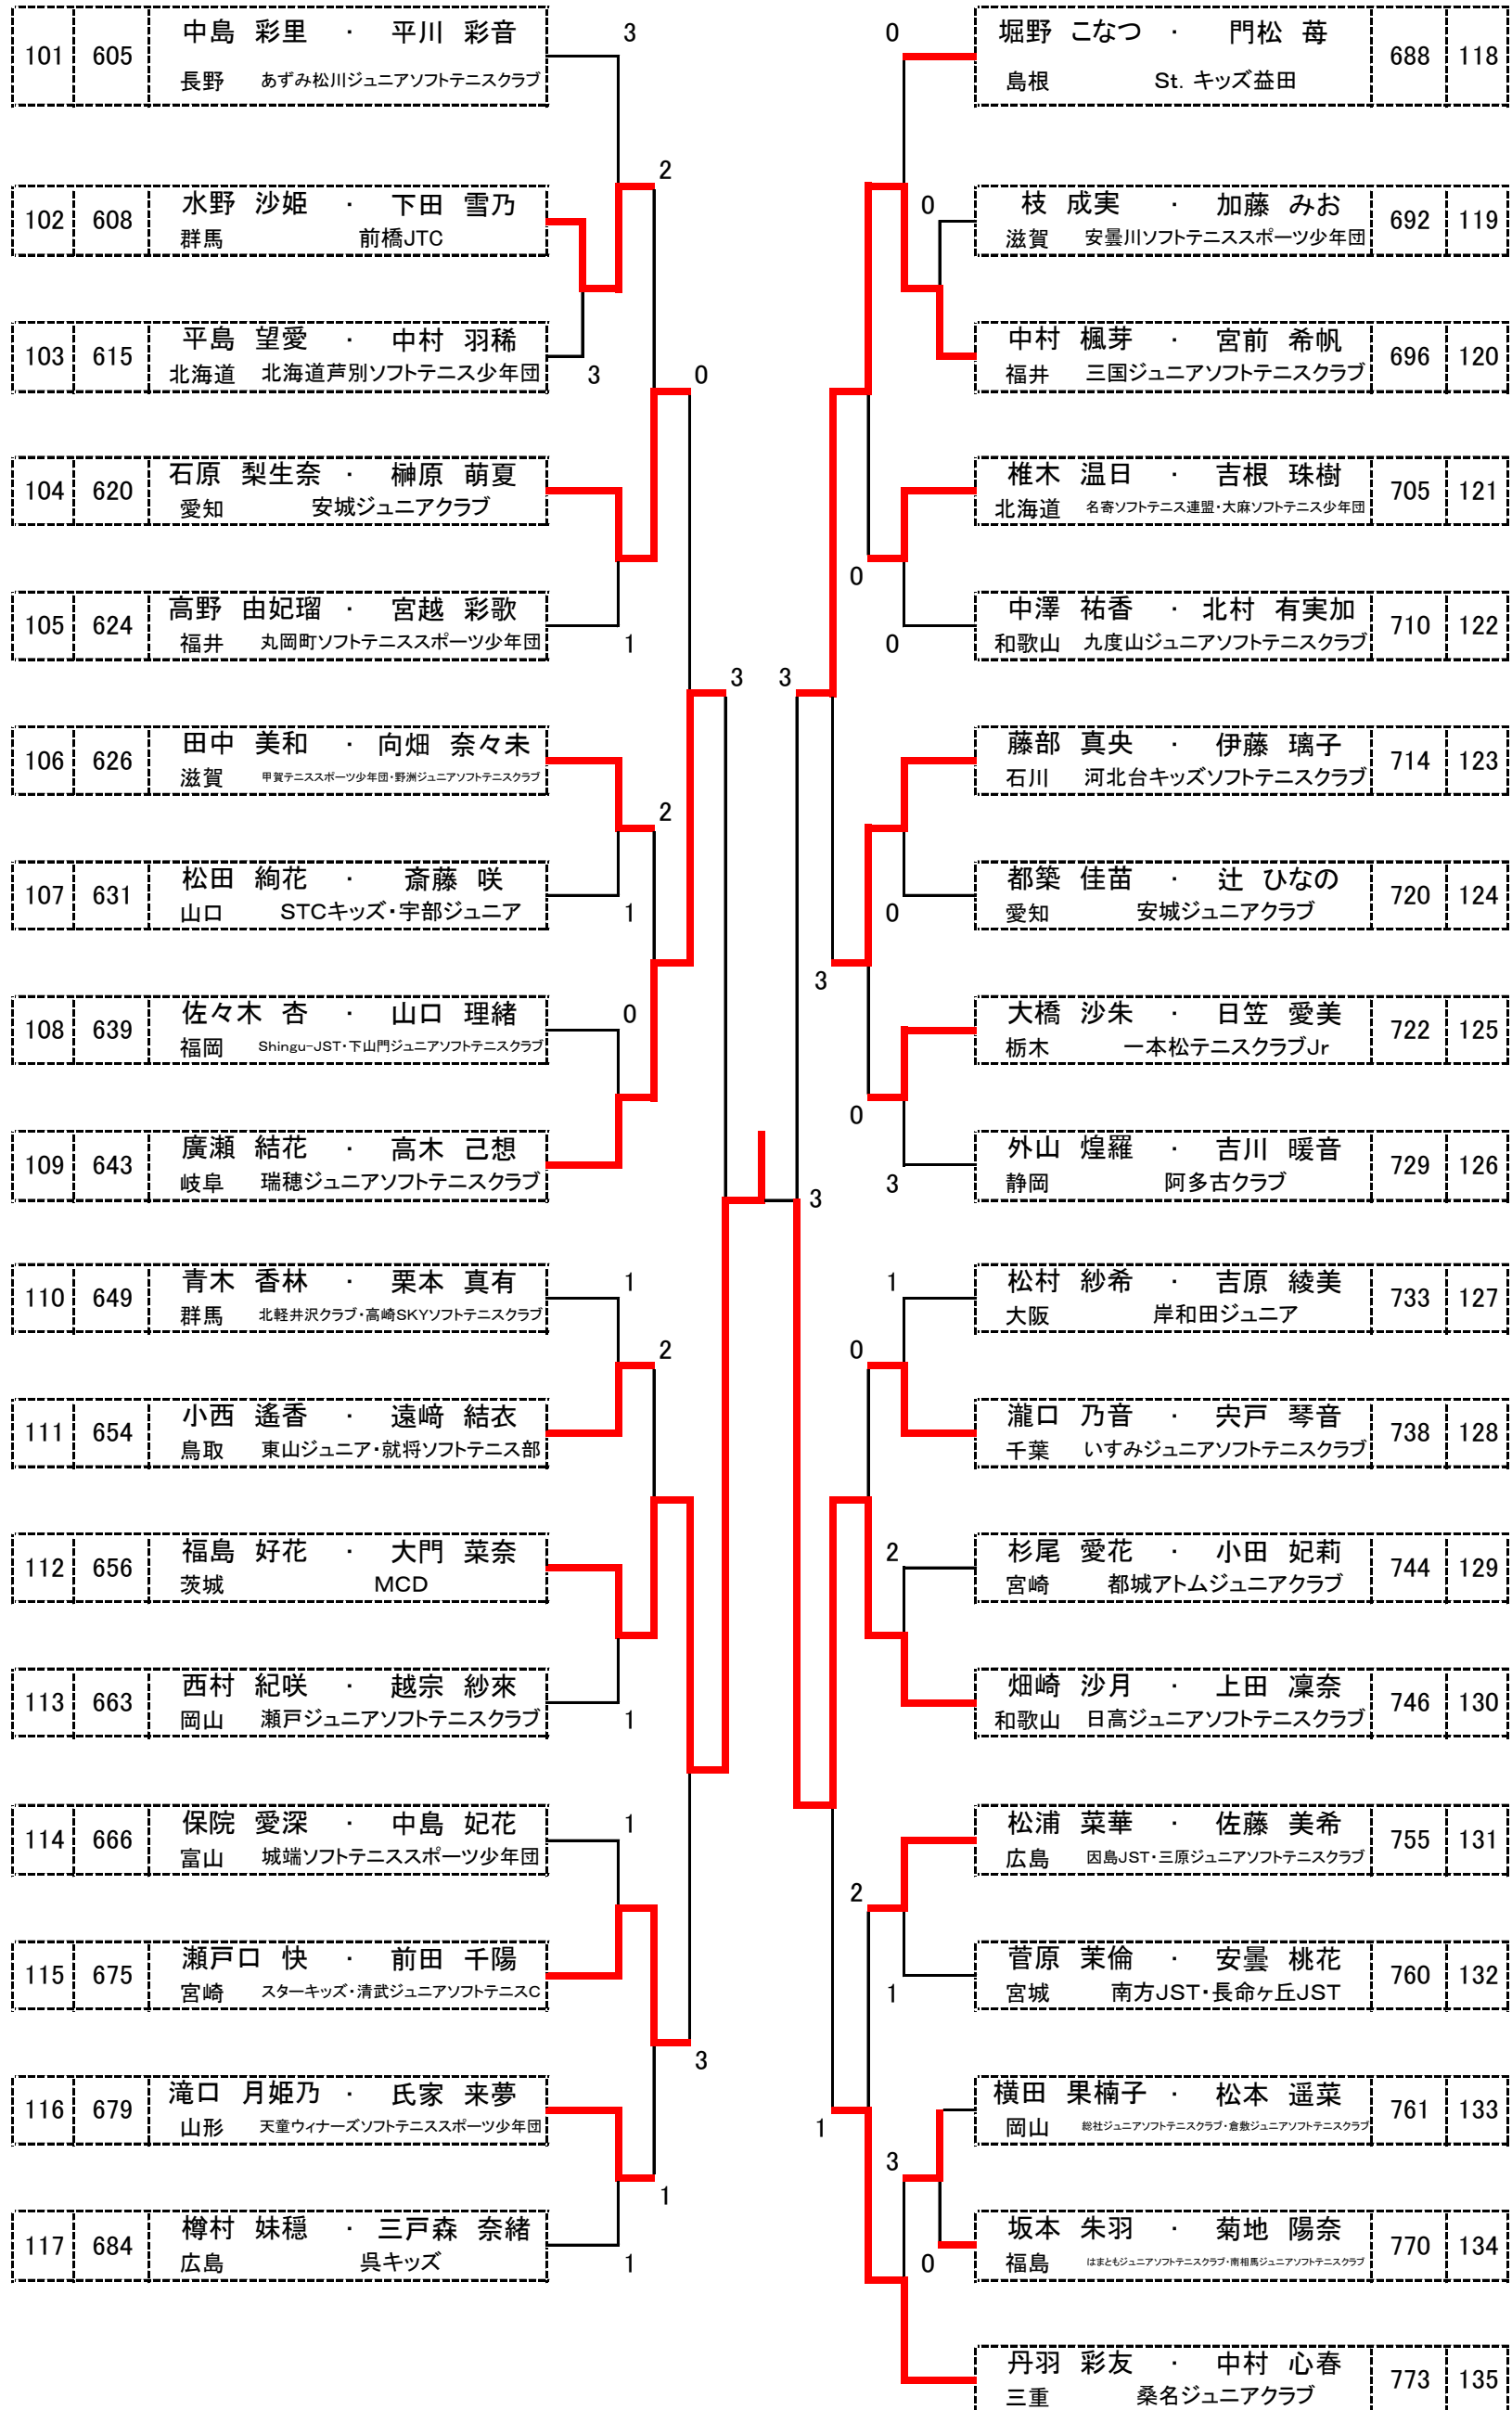 101 605 中島 彩里 ・ 平川 彩音
長野 あずみ松川ジュニアソフトテニスクラブ
3
2
102 608 水野 沙姫 ・ 下田 雪乃
群馬 前橋JTC
103 615 平島 望愛 ・ 中村 羽稀
北海道 北海道芦別ソフトテニス少年団
3
0
104 620 石原 梨生奈 ・ 榊原 萌夏
愛知 安城ジュニアクラブ
105 624 高野 由妃瑠 ・ 宮越 彩歌
福井 丸岡町ソフトテニススポーツ少年団
1
3
106 626 田中 美和 ・ 向畑 奈々未
滋賀 甲賀テニススポーツ少年団・野洲ジュニアソフトテニスクラブ
2
107 631 松田 絢花 ・ 斎藤 咲
山口 STCキッズ・宇部ジュニア
1
108 639 佐々木 杏 ・ 山口 理緒
福岡 Shingu-JST・下山門ジュニアソフトテニスクラブ
0
109 643 廣瀬 結花 ・ 高木 己想
岐阜 瑞穂ジュニアソフトテニスクラブ
110 649 青木 香林 ・ 栗本 真有
群馬 北軽井沢クラブ・高崎SKYソフトテニスクラブ
1
2
111 654 小西 遙香 ・ 遠﨑 結衣
鳥取 東山ジュニア・就将ソフトテニス部
112 656 福島 好花 ・ 大門 菜奈
茨城 MCD
113 663 西村 紀咲 ・ 越宗 紗來
岡山 瀬戸ジュニアソフトテニスクラブ
1
114 666 保院 愛深 ・ 中島 妃花
富山 城端ソフトテニススポーツ少年団
1
115 675 瀬戸口 快 ・ 前田 千陽
宮崎 スターキッズ・清武ジュニアソフトテニスC
3
116 679 滝口 月姫乃 ・ 氏家 来夢
山形 天童ウィナーズソフトテニススポーツ少年団
1
117 684 樽村 妹穏 ・ 三戸森 奈緒
広島 呉キッズ
1
0
堀野 こなつ ・ 門松 苺 688 118
島根 St. キッズ益田
0
枝 成実 ・ 加藤 みお 692 119
滋賀 安曇川ソフトテニススポーツ少年団
中村 楓芽 ・ 宮前 希帆 696 120
福井 三国ジュニアソフトテニスクラブ
椎木 温日 ・ 吉根 珠樹 705 121
北海道 名寄ソフトテニス連盟・大麻ソフトテニス少年団
0
中澤 祐香 ・ 北村 有実加 710 122
和歌山 九度山ジュニアソフトテニスクラブ
0
3
藤部 真央 ・ 伊藤 璃子 714 123
石川 河北台キッズソフトテニスクラブ
都築 佳苗 ・ 辻 ひなの 720 124
愛知 安城ジュニアクラブ
0
3
大橋 沙朱 ・ 日笠 愛美 722 125
栃木 一本松テニスクラブJr
0
外山 煌羅 ・ 吉川 暖音 729 126
静岡 阿多古クラブ
3
3
松村 紗希 ・ 吉原 綾美 733 127
大阪 岸和田ジュニア
1
0
瀧口 乃音 ・ 宍戸 琴音 738 128
千葉 いすみジュニアソフトテニスクラブ
2
杉尾 愛花 ・ 小田 妃莉 744 129
宮崎 都城アトムジュニアクラブ
畑崎 沙月 ・ 上田 凜奈 746 130
和歌山 日高ジュニアソフトテニスクラブ
松浦 菜華 ・ 佐藤 美希 755 131
広島 因島JST・三原ジュニアソフトテニスクラブ
2
菅原 茉倫 ・ 安曇 桃花 760 132
宮城 南方JST・長命ヶ丘JST
1
横田 果楠子 ・ 松本 遥菜 761 133
岡山 総社ジュニアソフトテニスクラブ・倉敷ジュニアソフトテニスクラブ
1
3
坂本 朱羽 ・ 菊地 陽奈 770 134
福島 はまともジュニアソフトテニスクラブ・南相馬ジュニアソフトテニスクラブ
0
丹羽 彩友 ・ 中村 心春 773 135
三重 桑名ジュニアクラブ